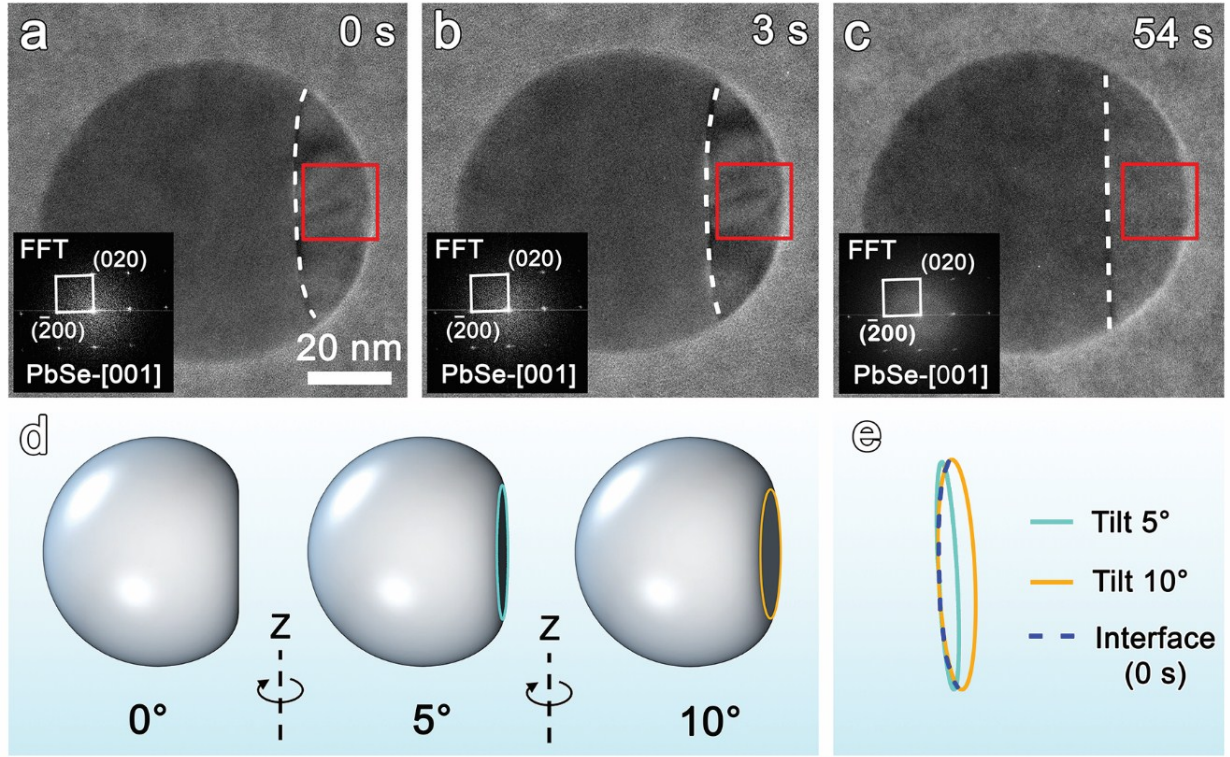 a
0 s
FFT
(020)
(2̄00)
PbSe-[001]
20 nm
b
3 s
FFT
(020)
(2̄00)
PbSe-[001]
c
54 s
FFT
(020)
(2̄00)
PbSe-[001]
d
Z
Z
0°
5°
10°
e
Tilt 5°
Tilt 10°
Interface
(0 s)